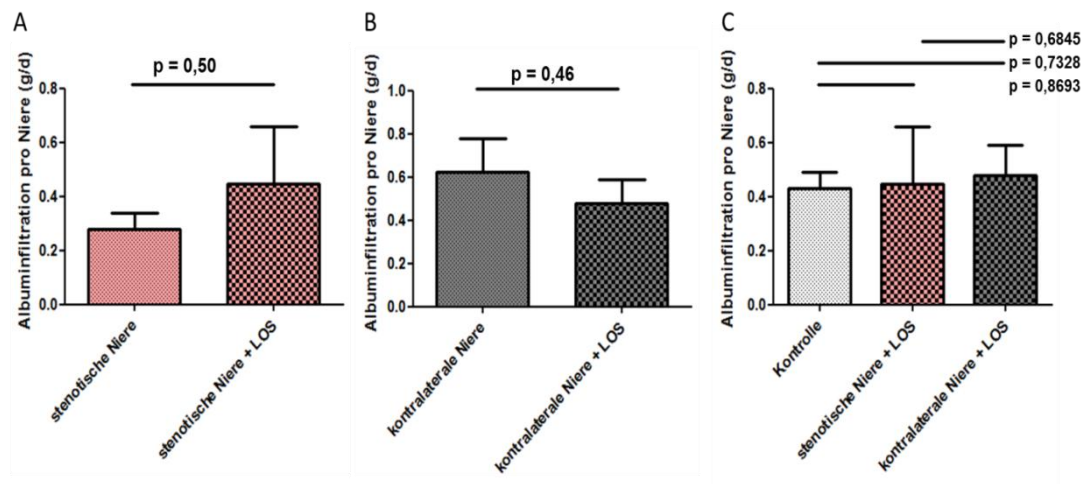 A
p = 0,50
Albuminfiltration pro Niere (g/d)
0.8
0.6
0.4
0.2
0.0
stenotische Niere
stenotische Niere + LOS
B
p = 0,46
Albuminfiltration pro Niere (g/d)
1.0
0.8
0.6
0.4
0.2
0.0
kontralaterale Niere
kontralaterale Niere + LOS
C
p = 0,6845
p = 0,7328
p = 0,8693
Albuminfiltration pro Niere (g/d)
0.8
0.6
0.4
0.2
0.0
Kontrolle
stenotische Niere + LOS
kontralaterale Niere + LOS